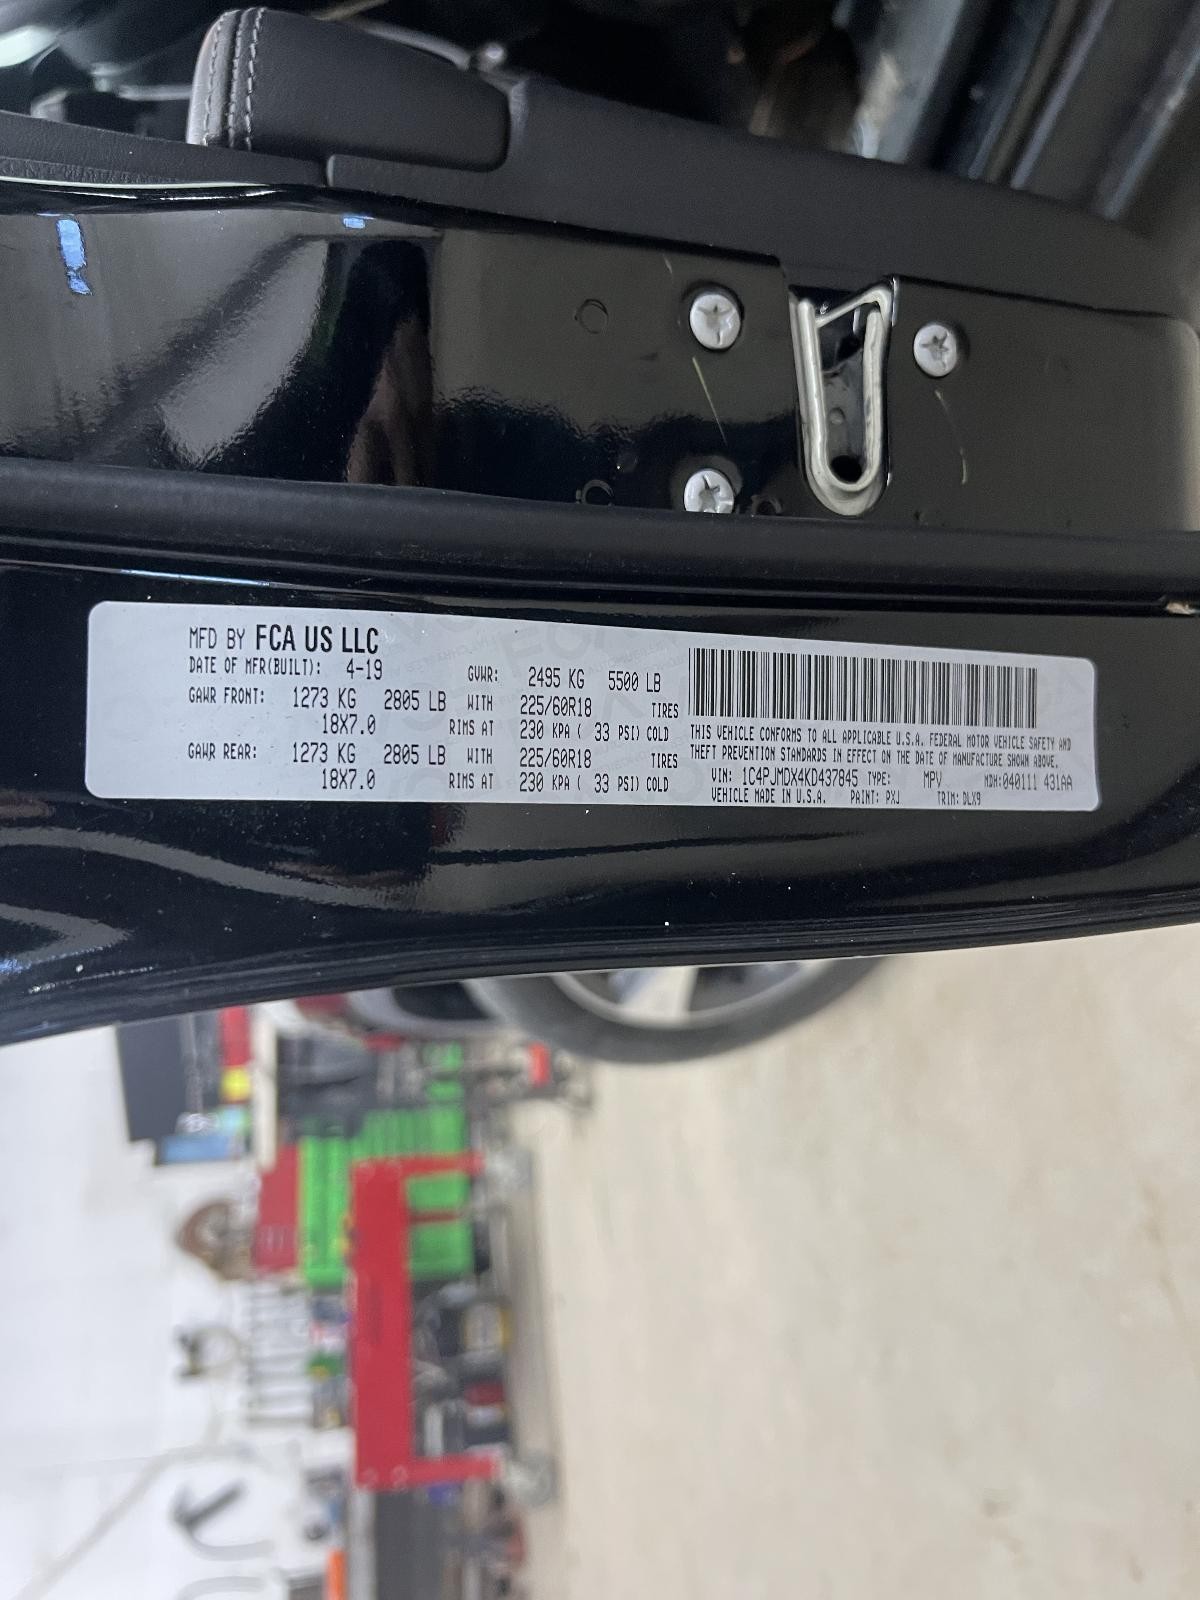 MFD BY FCA US LLC
DATE OF MFR(BUILT): 4-19 GVWR: 2495 KG 5500 LB
GAWR FRONT: 1273 KG 2805 LB WITH 225/60R18 TIRES
18X7.0 RIMS AT 230 KPA ( 33 PSI) COLD
GAWR REAR: 1273 KG 2805 LB WITH 225/60R18 TIRES
18X7.0 RIMS AT 230 KPA ( 33 PSI) COLD
THIS VEHICLE CONFORMS TO ALL APPLICABLE U.S.A. FEDERAL MOTOR VEHICLE SAFETY AND
THEFT PREVENTION STANDARDS IN EFFECT ON THE DATE OF MANUFACTURE SHOWN ABOVE.
VIN: 1C4PJMDX4KD437845 TYPE: MPV MDH:040111 431AA
VEHICLE MADE IN U.S.A. PAINT: PXJ TRIM: DLX9